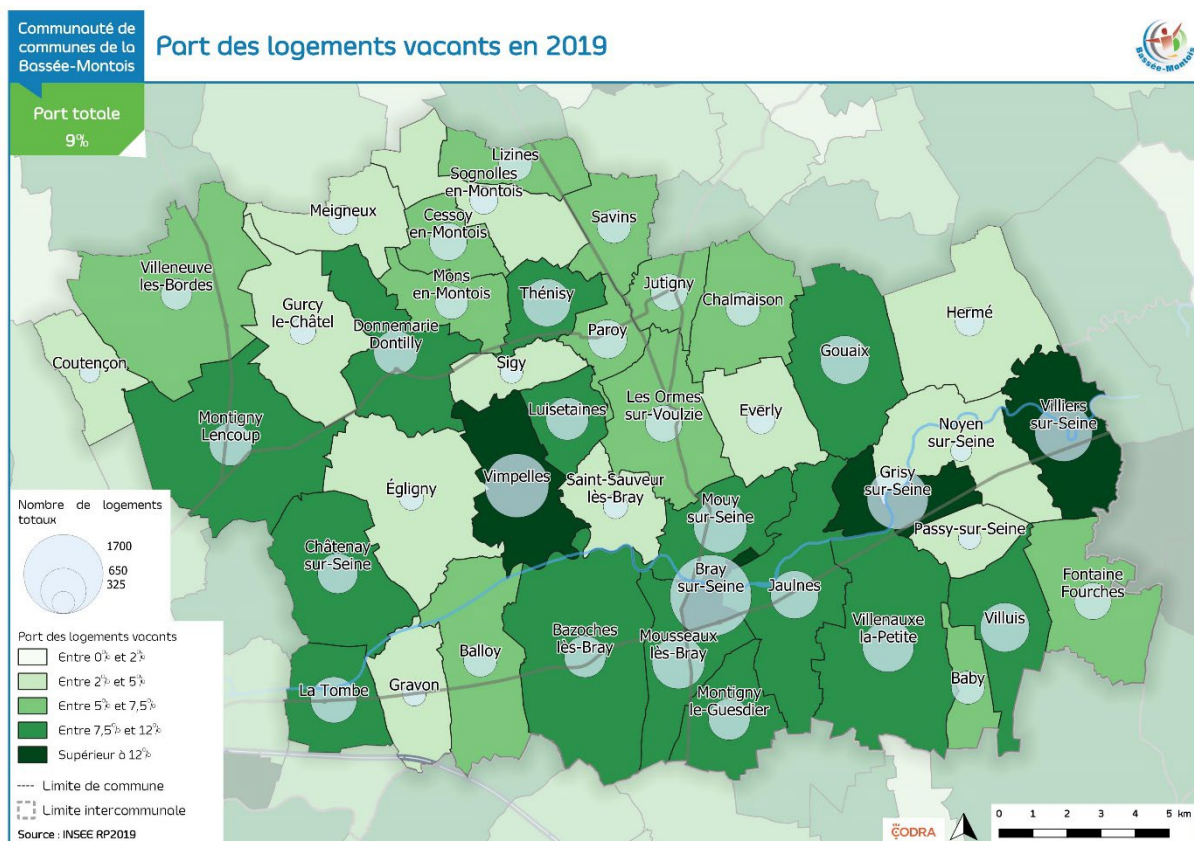 Communauté de
communes de la
Bassée-Montois
Part des logements vacants en 2019
Bassée-Montois
Part totale
9%
Lizines
Sognolles
en-Montois
Meigneux
Cessoy
en-Montois
Savins
Villeneuve
les-Bordes
Mons
en-Montois
Thénisy
Jutigny
Chalmaison
Gurcy
le-Châtel
Hermé
Donnemarie
Dontilly
Paroy
Gouaix
Coutençon
Sigy
Montigny
Lencoup
Luisetaines
Les Ormes
sur-Voulzie
Everly
Noyen
sur-Seine
Villiers
sur-Seine
Égligny
Vimpelles
Saint-Sauveur
lès-Bray
Grisy
sur-Seine
Mouy
sur-Seine
Passy-sur-Seine
Châtenay
sur-Seine
Bray
sur-Seine
Jaulnes
Fontaine
Fourches
Bazoches
lès-Bray
Mousseaux
lès-Bray
Villenauxe
la-Petite
Villuis
Balloy
Baby
La Tombe
Gravon
Montigny
le-Guesdier
Nombre de logements
totaux
1700
650
325
Part des logements vacants
Entre 0% et 2%
Entre 2% et 5%
Entre 5% et 7,5%
Entre 7,5% et 12%
Supérieur à 12%
Limite de commune
Limite intercommunale
Source : INSEE RP2019
CODRA
0 1 2 3 4 5 km